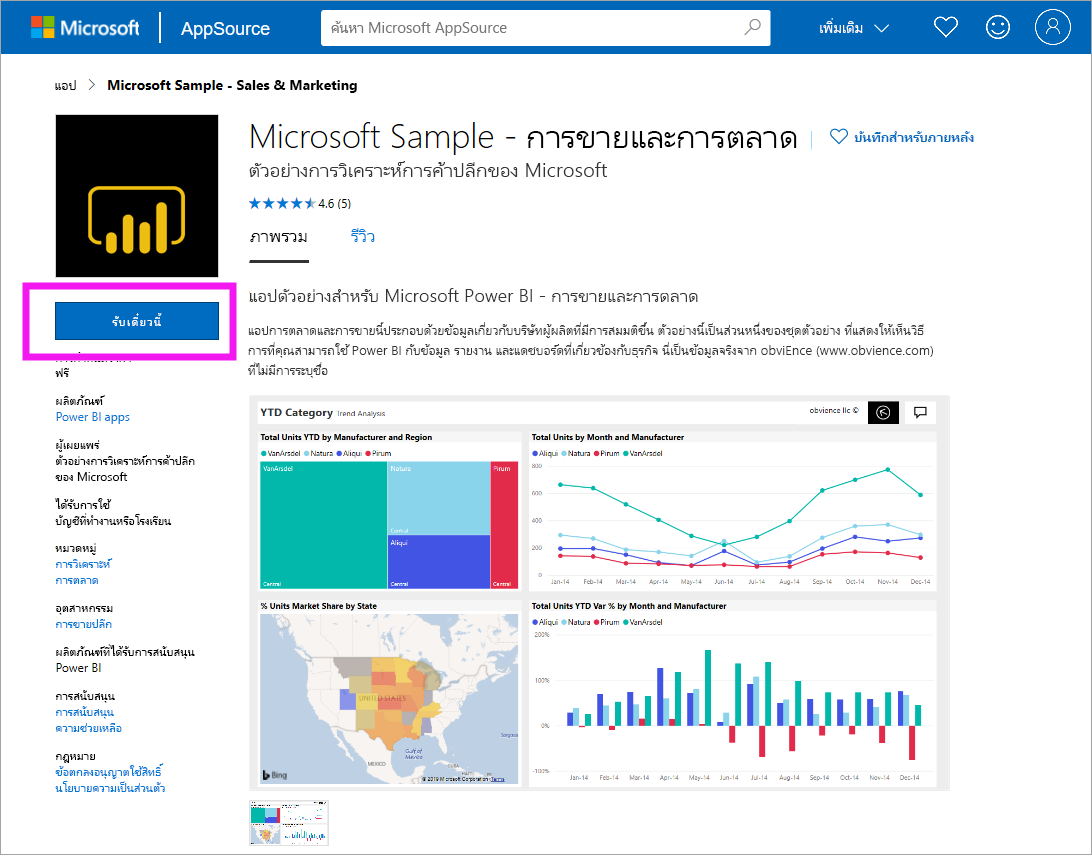 Microsoft
AppSource
ค้นหา Microsoft AppSource
เพิ่มเติม
แอป > Microsoft Sample - Sales & Marketing
Microsoft Sample - การขายและการตลาด
บันทึกสำหรับภายหลัง
ตัวอย่างการวิเคราะห์การค้าปลีกของ Microsoft
4.6 (5)
ภาพรวม
รีวิว
รับเดี๋ยวนี้
ฟรี
ผลิตภัณฑ์
Power BI apps
ผู้เผยแพร่
ตัวอย่างการวิเคราะห์การค้าปลีก
ของ Microsoft
ได้รับการใช้
บัญชีที่ทำงานหรือโรงเรียน
หมวดหมู่
การวิเคราะห์
การตลาด
อุตสาหกรรม
การขายปลีก
ผลิตภัณฑ์ที่ได้รับการสนับสนุน
Power BI
การสนับสนุน
การสนับสนุน
ความช่วยเหลือ
กฎหมาย
ข้อตกลงอนุญาตใช้สิทธิ์
นโยบายความเป็นส่วนตัว
แอปตัวอย่างสำหรับ Microsoft Power BI - การขายและการตลาด
แอปการตลาดและการขายนี้ประกอบด้วยข้อมูลเกี่ยวกับบริษัทผู้ผลิตที่มีการสมมติขึ้น ตัวอย่างนี้เป็นส่วนหนึ่งของชุดตัวอย่าง ที่แสดงให้เห็นวิธี
การที่คุณสามารถใช้ Power BI กับข้อมูล รายงาน และแดชบอร์ดที่เกี่ยวข้องกับธุรกิจ นี่เป็นข้อมูลจริงจาก obviEnce (www.obvience.com)
ที่ไม่มีการระบุชื่อ
YTD Category Trend Analysis
obvience llc ©
Total Units YTD by Manufacturer and Region
VanArsdel Natura Aliqui Pirum
VanArsdel
Natura
Pirum
Central
Aliqui
Central
Central
Central
Total Units by Month and Manufacturer
Aliqui Natura Pirum VanArsdel
800
600
400
200
0
Jan-14 Feb-14 Mar-14 Apr-14 May-14 Jun-14 Jul-14 Aug-14 Sep-14 Oct-14 Nov-14 Dec-14
% Units Market Share by State
UNITED STATES
Gulf of
Mexico
MEXICO
CUBA
Bing
© 2019 Microsoft Corporation Terms
Total Units YTD Var % by Month and Manufacturer
Aliqui Natura Pirum VanArsdel
200%
100%
0%
-100%
Jan-14 Feb-14 Mar-14 Apr-14 May-14 Jun-14 Jul-14 Aug-14 Sep-14 Oct-14 Nov-14 Dec-14